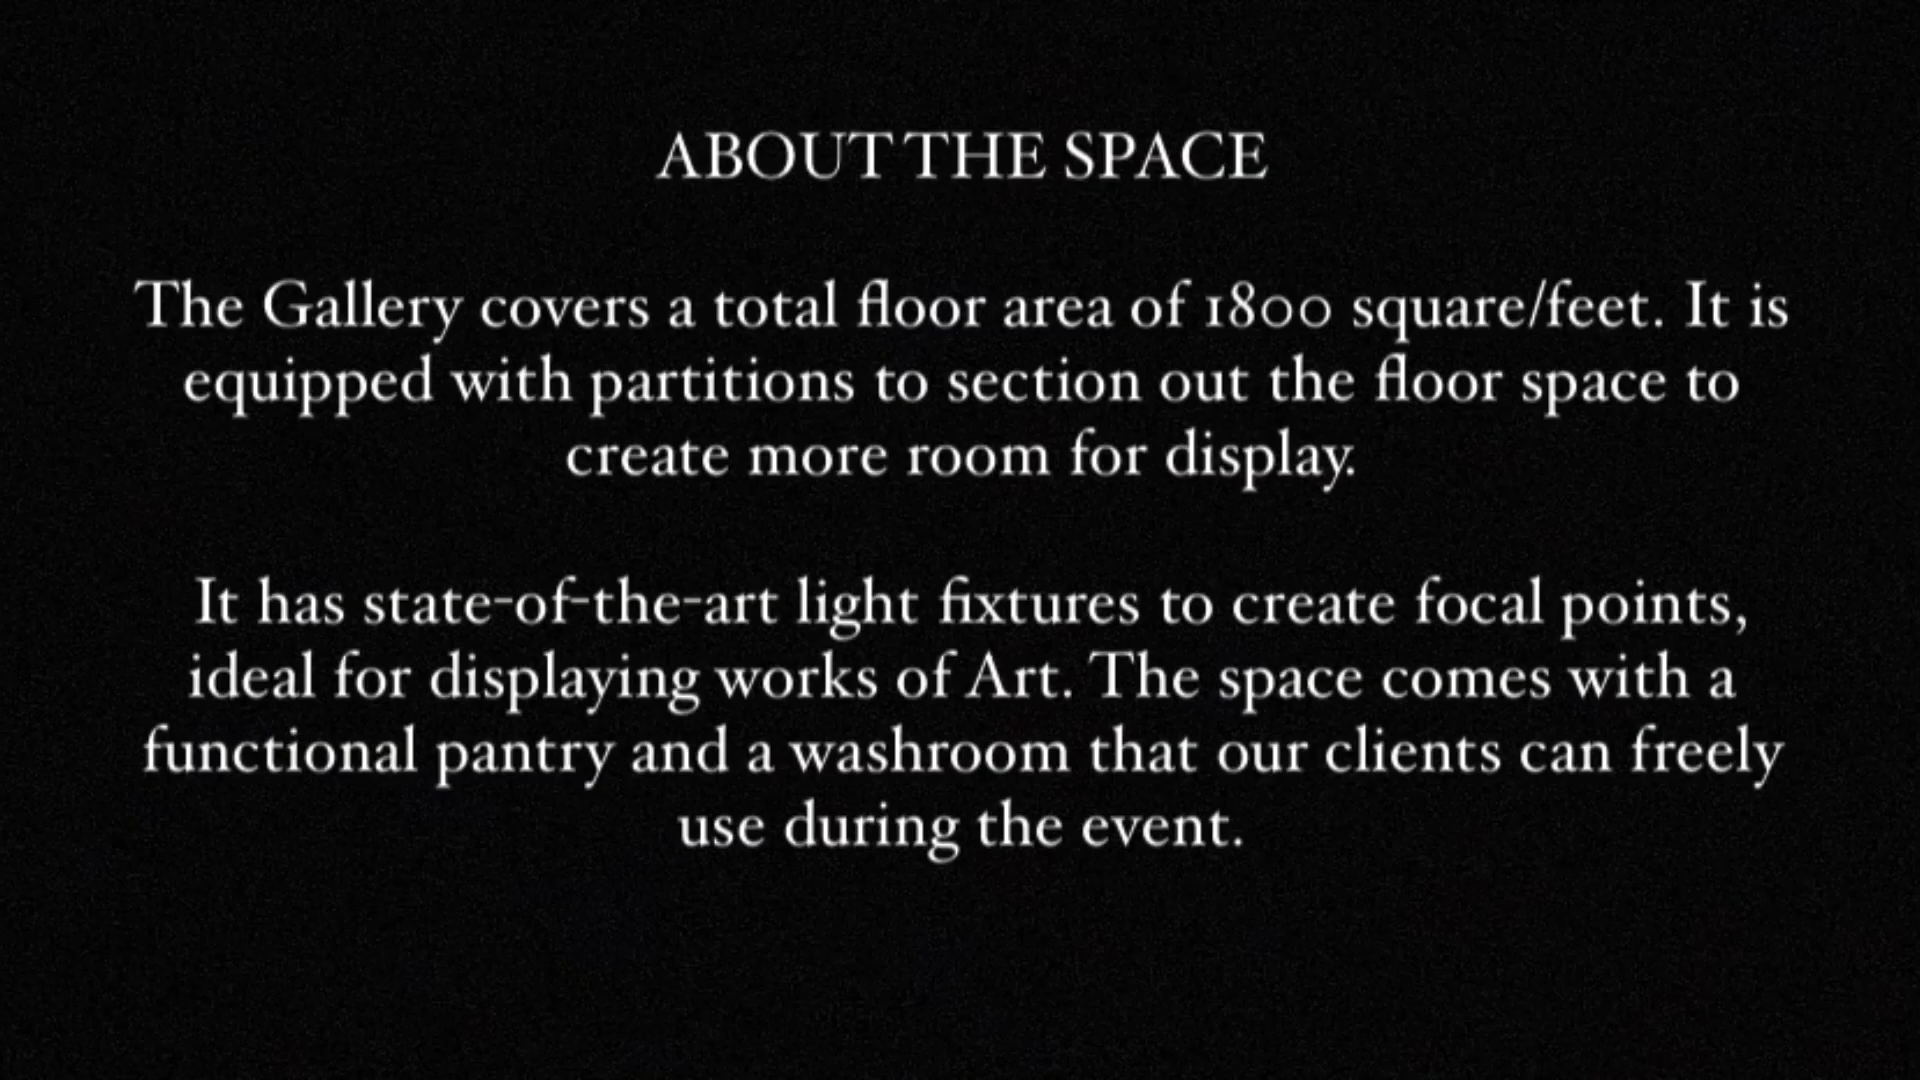 ABOUT THE SPACE
The Gallery covers a total floor area of 1800 square/feet. It is
equipped with partitions to section out the floor space to
create more room for display.
It has state-of-the-art light fixtures to create focal points,
ideal for displaying works of Art. The space comes with a
functional pantry and a washroom that our clients can freely
use during the event.